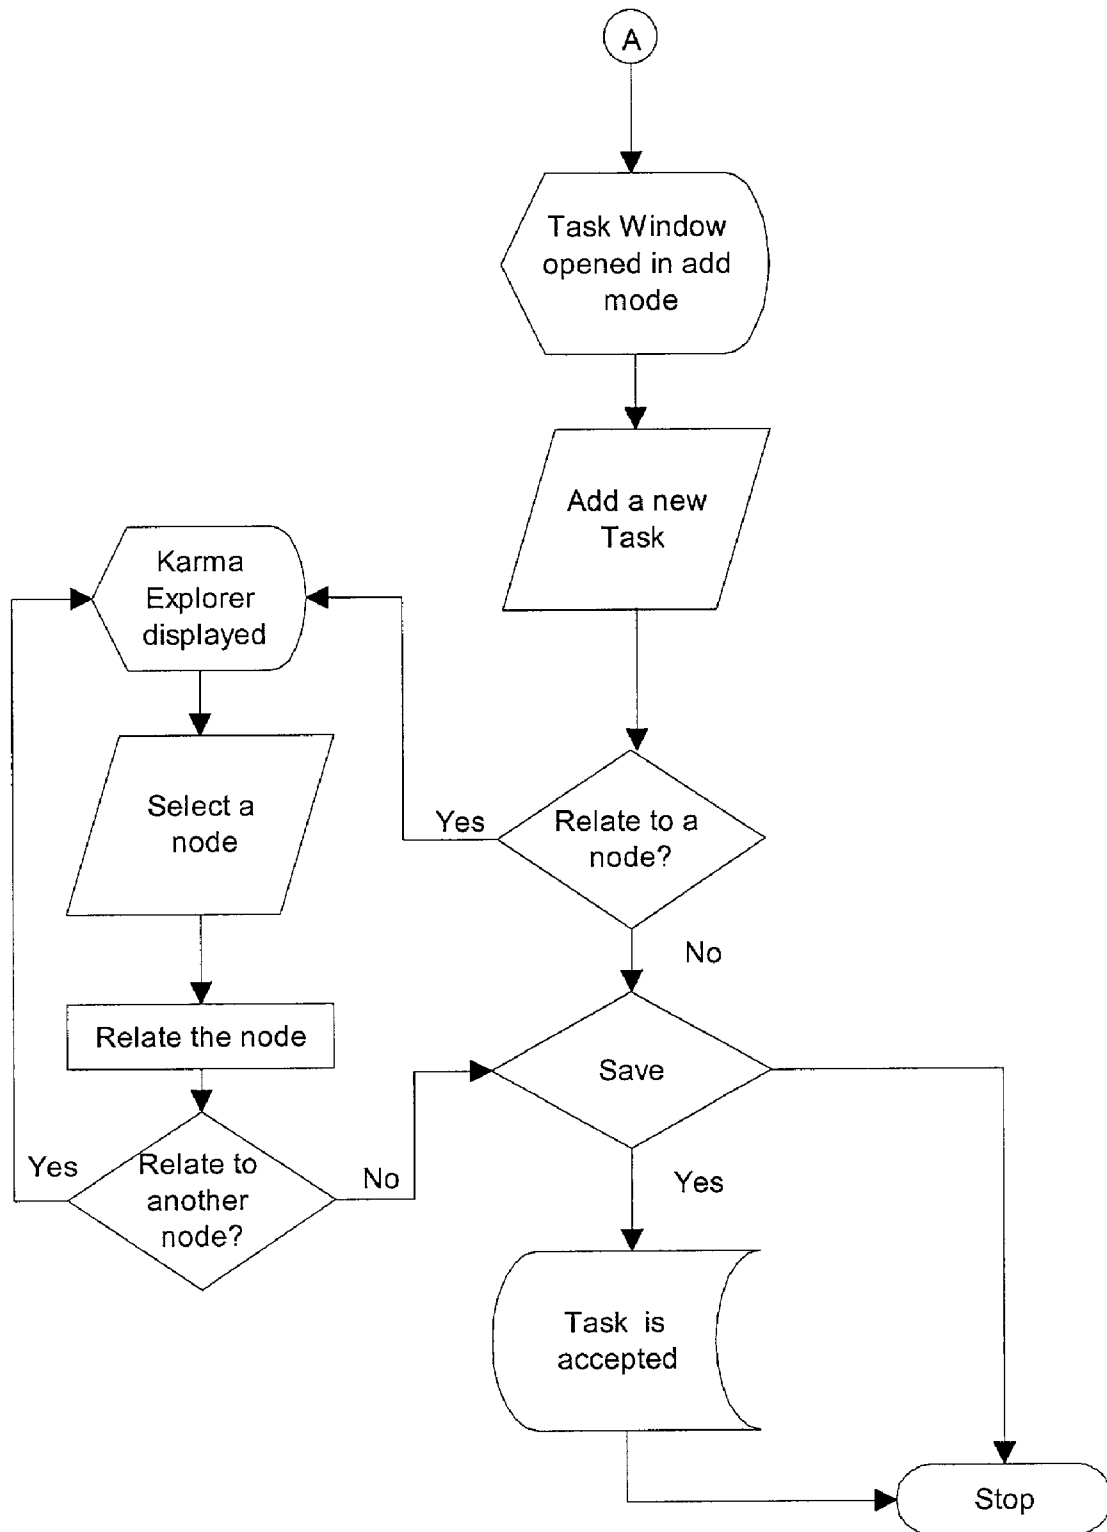 A
Task Window
opened in add
mode
Add a new
Task
Karma
Explorer
displayed
Select a
node
Yes
Relate to a
node?
No
Relate the node
Save
Yes
Relate to
another
node?
No
Yes
Task is
accepted
Stop